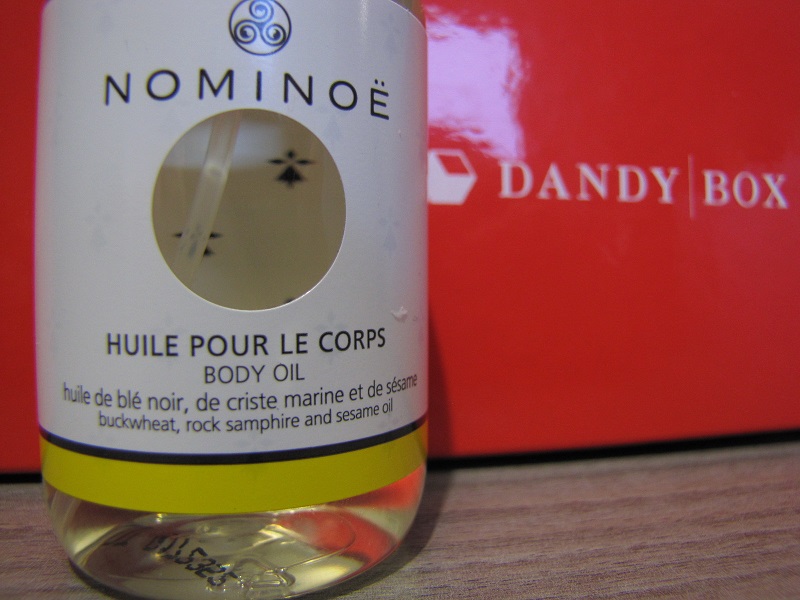 NOMINOË
HUILE POUR LE CORPS
BODY OIL
huile de blé noir, de criste marine et de sésame
buckwheat, rock samphire and sesame oil
DANDY BOX